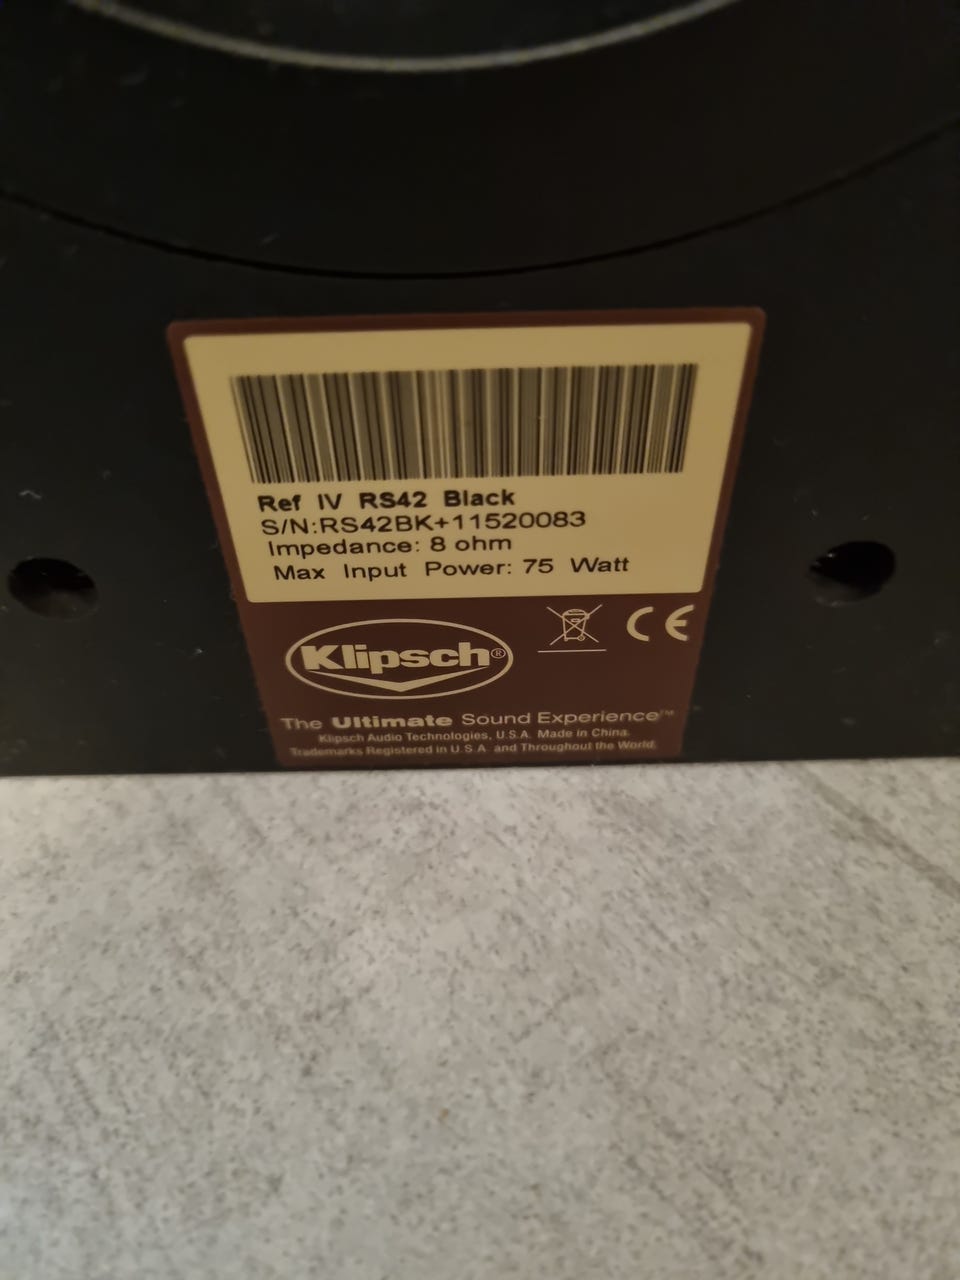 Ref IV RS42 Black
S/N:RS42BK+11520083
Impedance: 8 ohm
Max Input Power: 75 Watt
Klipsch®
CE
The Ultimate Sound Experience™
Klipsch Audio Technologies, U.S.A. Made in China.
Trademarks Registered in U.S.A. and Throughout the World.